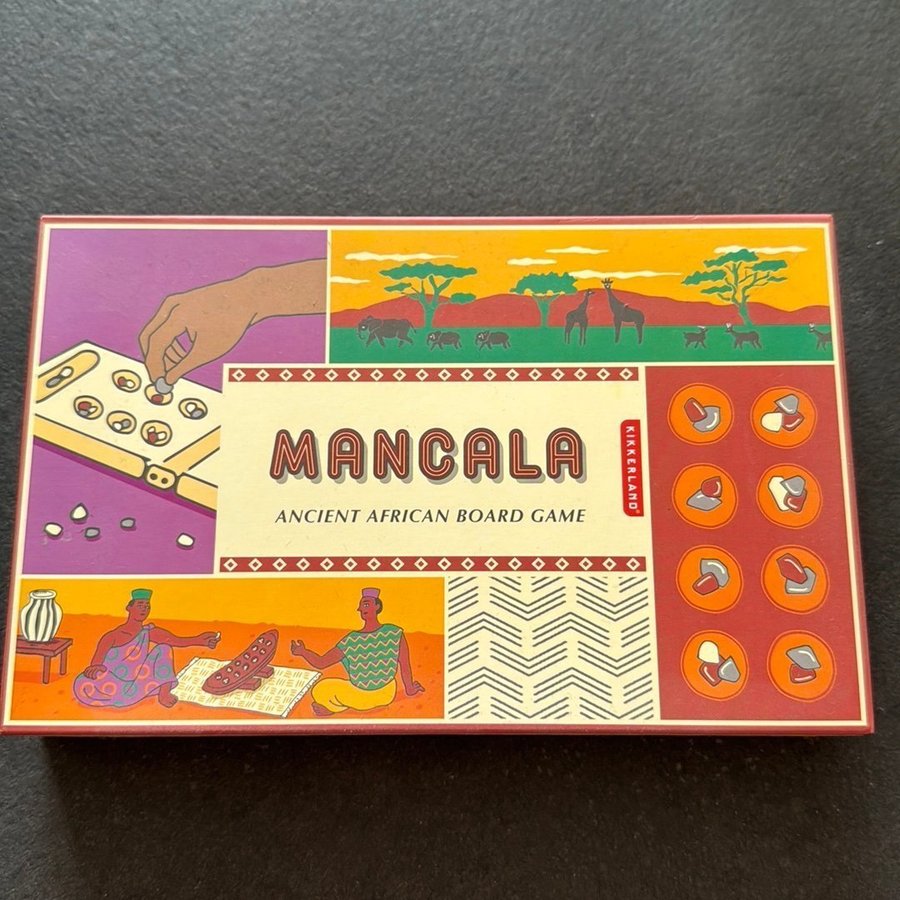 MANCALA
ANCIENT AFRICAN BOARD GAME
KIKKERLAND®